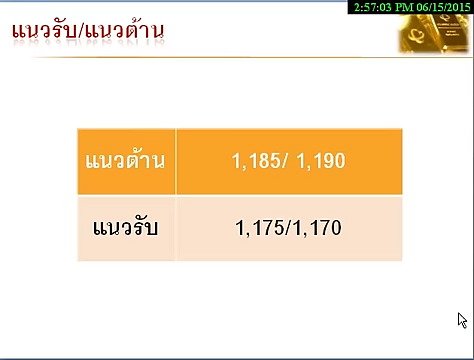 2:57:03 PM 06/15/2015
แนวรับ/แนวต้าน
แนวต้าน 1,185/ 1,190
แนวรับ 1,175/1,170